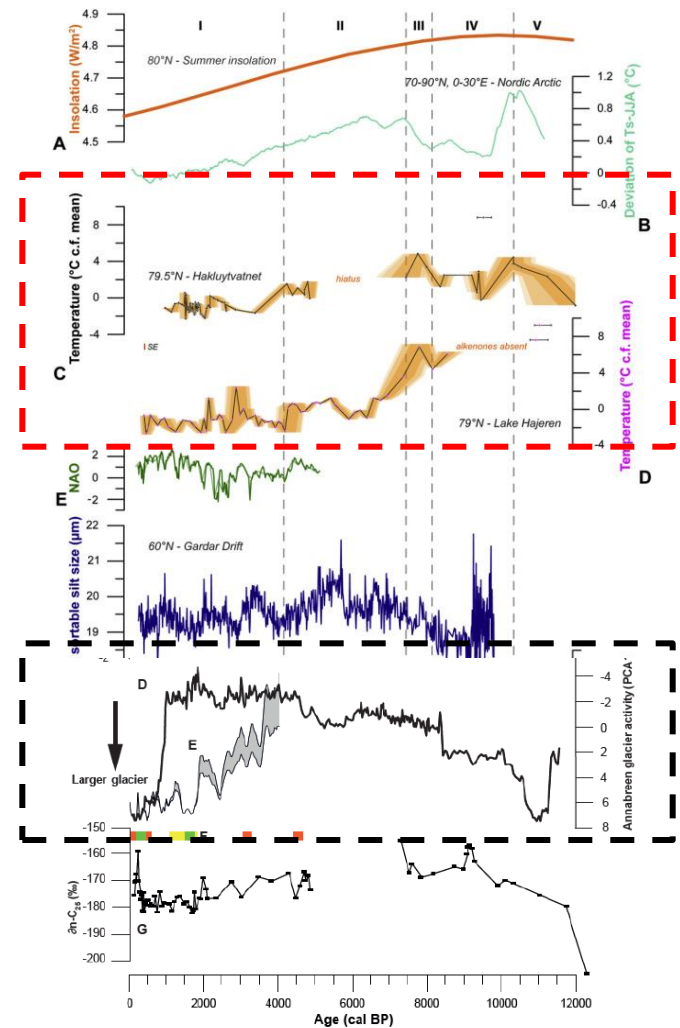 4.9
I
II
III
IV
V
4.8
4.7
4.6
4.5
Insolation (W/m²)
80°N - Summer insolation
70-90°N, 0-30°E - Nordic Arctic
1.2
0.8
0.4
0
-0.4
Deviation of Ts-JJA (°C)
A
B
8
4
0
-4
Temperature (°C c.f. mean)
79.5°N - Hakluytvatnet
hiatus
I SE
alkenones absent
8
4
0
-4
Temperature (°C c.f. mean)
C
79°N - Lake Hajeren
D
2
0
-2
NAO
E
22
21
20
19
sortable silt size (µm)
60°N - Gardar Drift
-2
D
E
Larger glacier
-4
-2
0
2
4
6
8
Annabreen glacier activity (PCA
-150
-160
-170
-180
-190
-200
∂n-C26 (‰)
G
0
2000
4000
6000
8000
10000
12000
Age (cal BP)